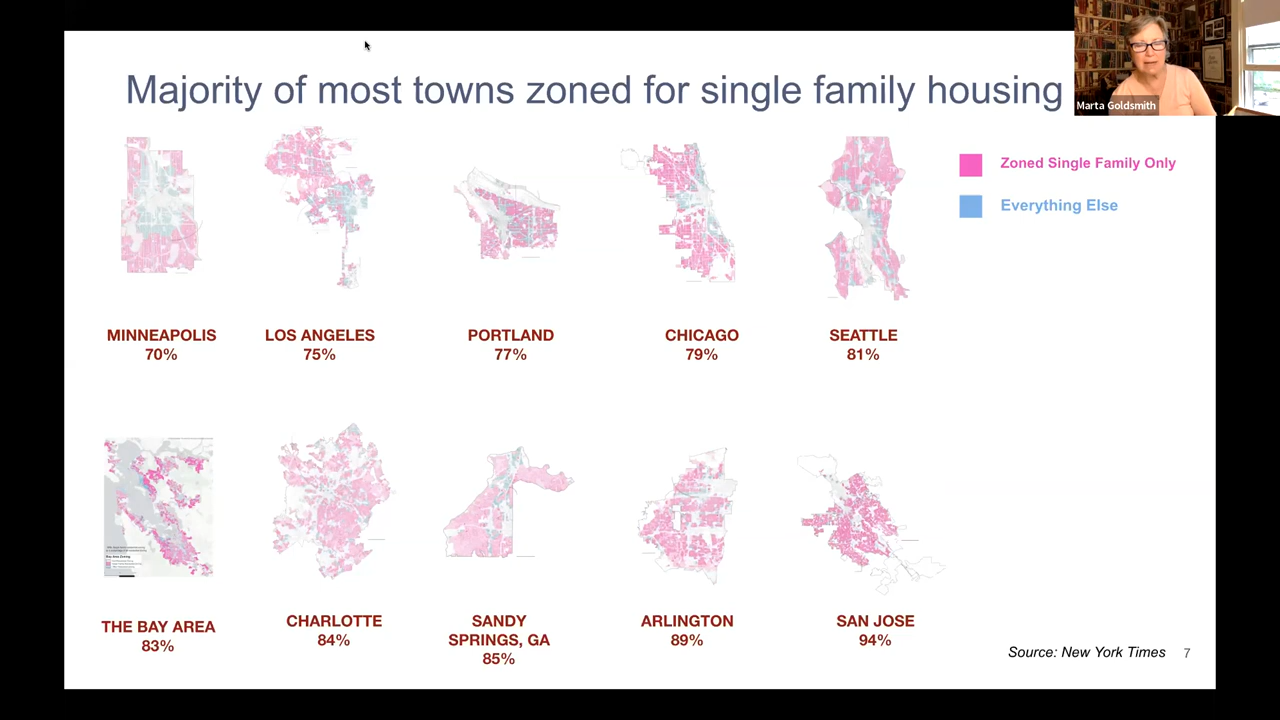 Majority of most towns zoned for single family housing
Marta Goldsmith
Zoned Single Family Only
Everything Else
MINNEAPOLIS
70%
LOS ANGELES
75%
PORTLAND
77%
CHICAGO
79%
SEATTLE
81%
THE BAY AREA
83%
CHARLOTTE
84%
SANDY
SPRINGS, GA
85%
ARLINGTON
89%
SAN JOSE
94%
Source: New York Times
7